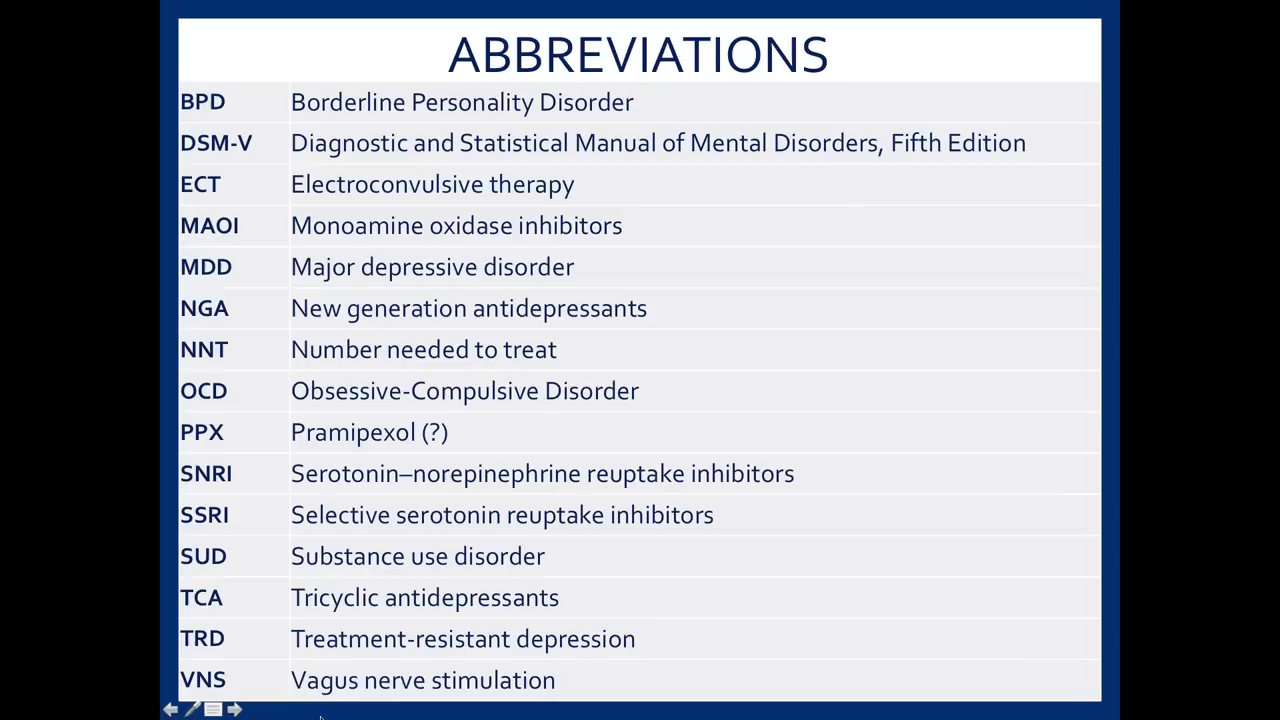 ABBREVIATIONS
BPD Borderline Personality Disorder
DSM-V Diagnostic and Statistical Manual of Mental Disorders, Fifth Edition
ECT Electroconvulsive therapy
MAOI Monoamine oxidase inhibitors
MDD Major depressive disorder
NGA New generation antidepressants
NNT Number needed to treat
OCD Obsessive-Compulsive Disorder
PPX Pramipexol (?)
SNRI Serotonin–norepinephrine reuptake inhibitors
SSRI Selective serotonin reuptake inhibitors
SUD Substance use disorder
TCA Tricyclic antidepressants
TRD Treatment-resistant depression
VNS Vagus nerve stimulation